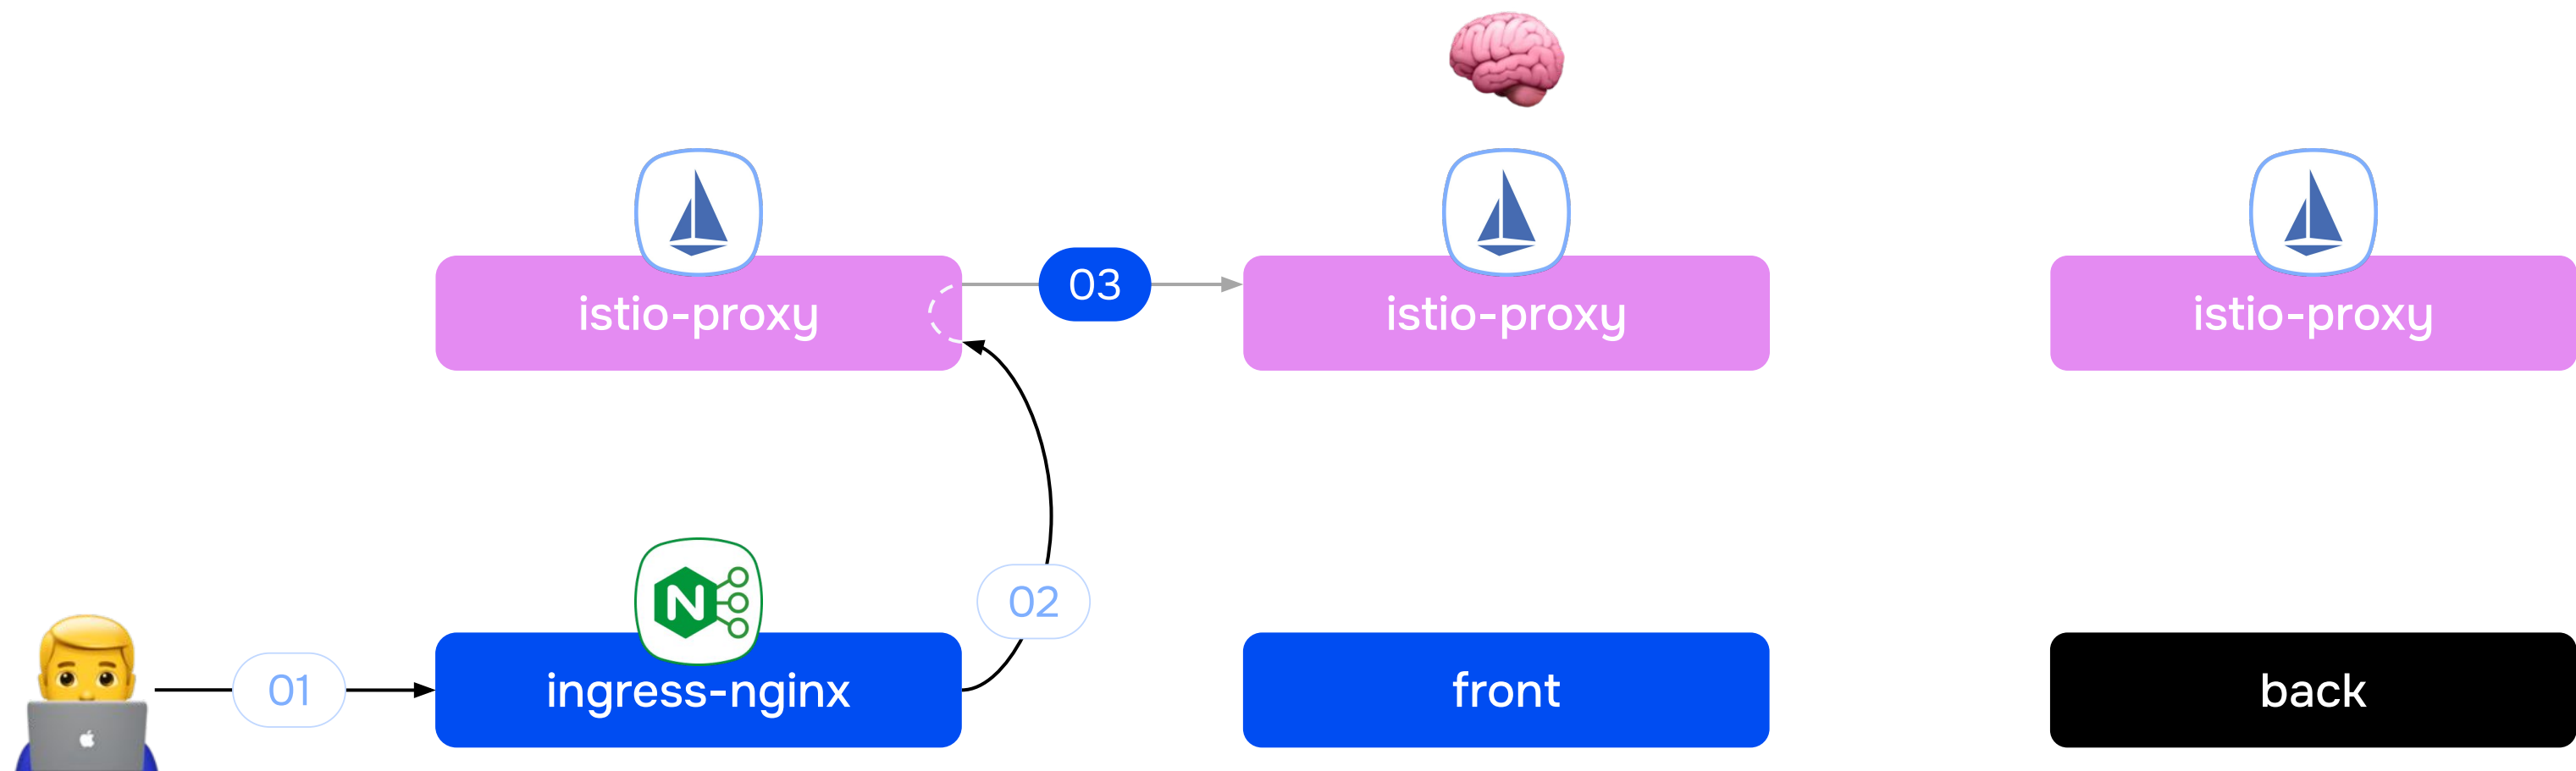 istio-proxy
03
istio-proxy
istio-proxy
02
01
N
ingress-nginx
front
back